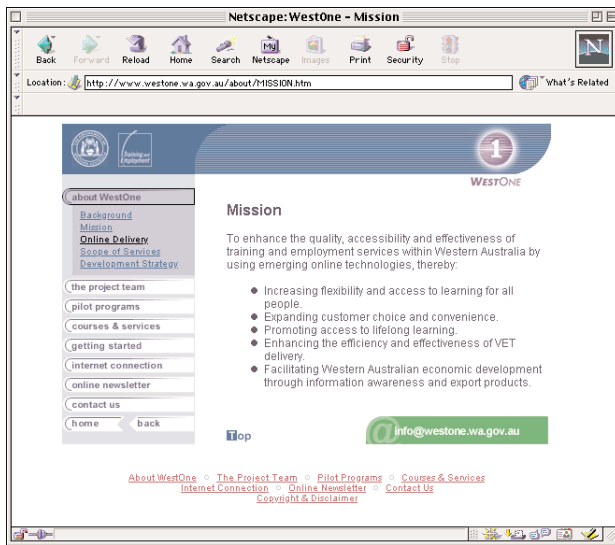 Netscape: WestOne – Mission
Back Forward Reload Home Search Netscape Images Print Security Stop
N
Location: http://www.westone.wa.gov.au/about/MISSION.htm What's Related
Training and
Employment
1
WESTONE
about WestOne
Background
Mission
Online Delivery
Scope of Services
Development Strategy
the project team
pilot programs
courses & services
getting started
internet connection
online newsletter
contact us
home back
Mission
To enhance the quality, accessibility and effectiveness of
training and employment services within Western Australia by
using emerging online technologies, thereby:
● Increasing flexibility and access to learning for all
people.
● Expanding customer choice and convenience.
● Promoting access to lifelong learning.
● Enhancing the efficiency and effectiveness of VET
delivery.
● Facilitating Western Australian economic development
through information awareness and export products.
Top
@ info@westone.wa.gov.au
About WestOne ○ The Project Team ○ Pilot Programs ○ Courses & Services
Internet Connection ○ Online Newsletter ○ Contact Us
Copyright & Disclaimer